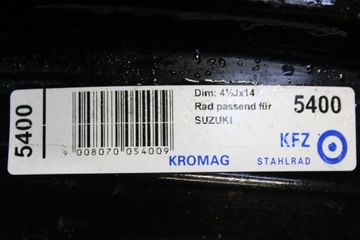 5400
9 008070 054009
Dim: 4½Jx14
Rad passend für
SUZUKI
5400
KROMAG
KFZ
STAHLRAD